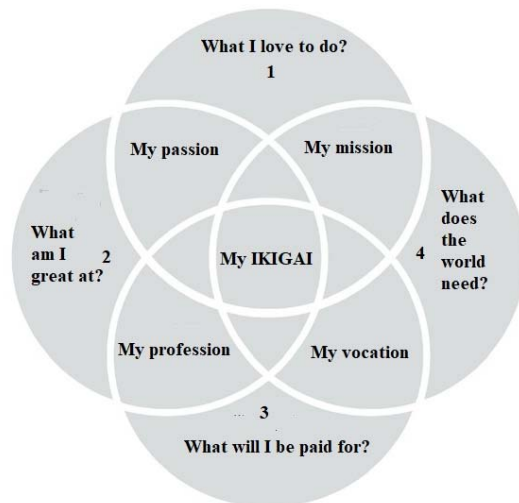 What I love to do?
1
My passion
My mission
What
am I
great at?
2
My IKIGAI
4
What
does
the
world
need?
My profession
My vocation
3
What will I be paid for?